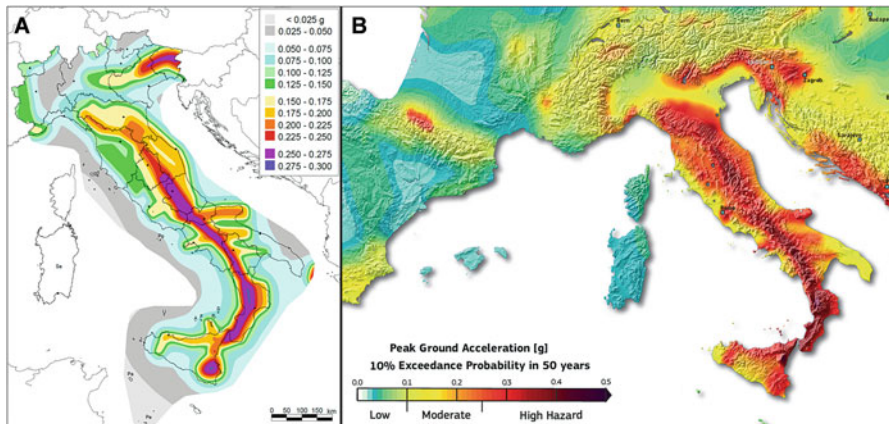 A
< 0.025 g
0.025 - 0.050
0.050 - 0.075
0.075 - 0.100
0.100 - 0.125
0.125 - 0.150
0.150 - 0.175
0.175 - 0.200
0.200 - 0.225
0.225 - 0.250
0.250 - 0.275
0.275 - 0.300
0 50 100 150
km
B
Bern
Zagreb
Sarajevo
Peak Ground Acceleration [g]
10% Exceedance Probability in 50 years
0.0 0.1 0.2 0.3 0.4 0.5
Low Moderate High Hazard